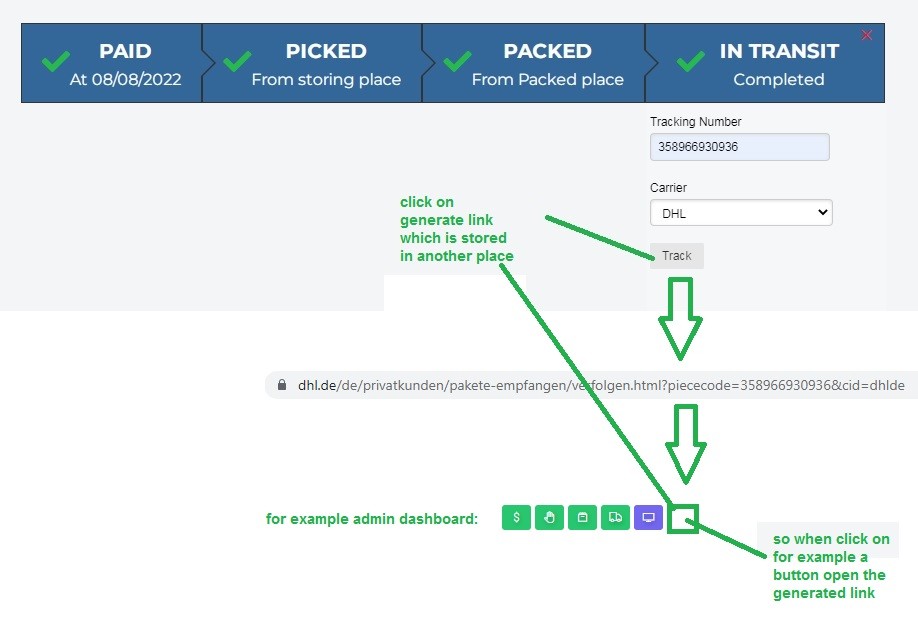 PAID
At 08/08/2022
PICKED
From storing place
PACKED
From Packed place
IN TRANSIT
Completed
Tracking Number
358966930936
Carrier
DHL
Track
click on
generate link
which is stored
in another place
dhl.de/de/privatkunden/pakete-empfangen/verfolgen.html?piececode=358966930936&cid=dhlde
for example admin dashboard:
$
so when click on
for example a
button open the
generated link